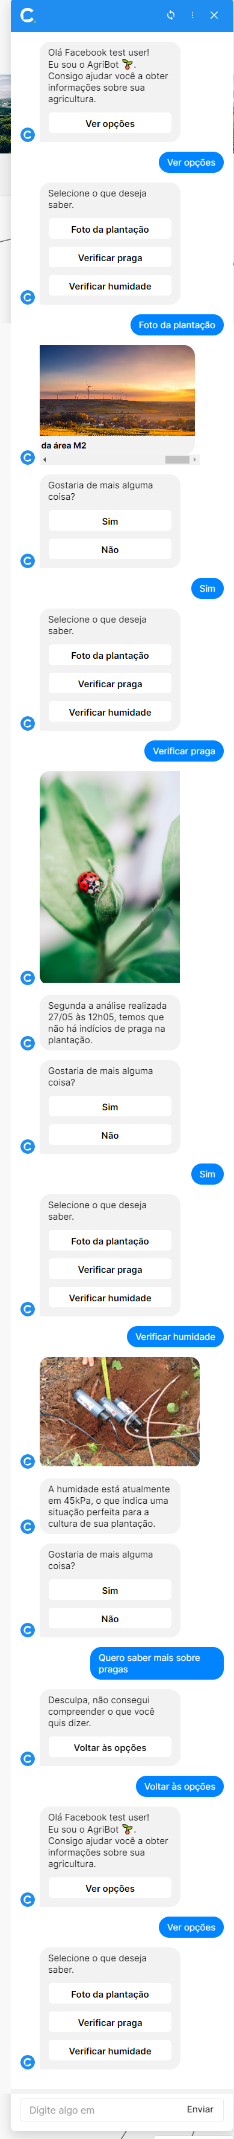 Olá Facebook test user!
Eu sou o AgriBot 🌱.
Consigo ajudar você a obter
informações sobre sua
agricultura.
Ver opções
Ver opções
Selecione o que deseja
saber.
Foto da plantação
Verificar praga
Verificar humidade
Foto da plantação
da área M2
Gostaria de mais alguma
coisa?
Sim
Não
Sim
Selecione o que deseja
saber.
Foto da plantação
Verificar praga
Verificar humidade
Verificar praga
Segunda a análise realizada
27/05 às 12h05, temos que
não há indícios de praga na
plantação.
Gostaria de mais alguma
coisa?
Sim
Não
Sim
Selecione o que deseja
saber.
Foto da plantação
Verificar praga
Verificar humidade
Verificar humidade
A humidade está atualmente
em 45kPa, o que indica uma
situação perfeita para a
cultura de sua plantação.
Gostaria de mais alguma
coisa?
Sim
Não
Quero saber mais sobre
pragas
Desculpa, não consegui
compreender o que você
quis dizer.
Voltar às opções
Voltar às opções
Olá Facebook test user!
Eu sou o AgriBot 🌱.
Consigo ajudar você a obter
informações sobre sua
agricultura.
Ver opções
Ver opções
Selecione o que deseja
saber.
Foto da plantação
Verificar praga
Verificar humidade
Digite algo em
Enviar